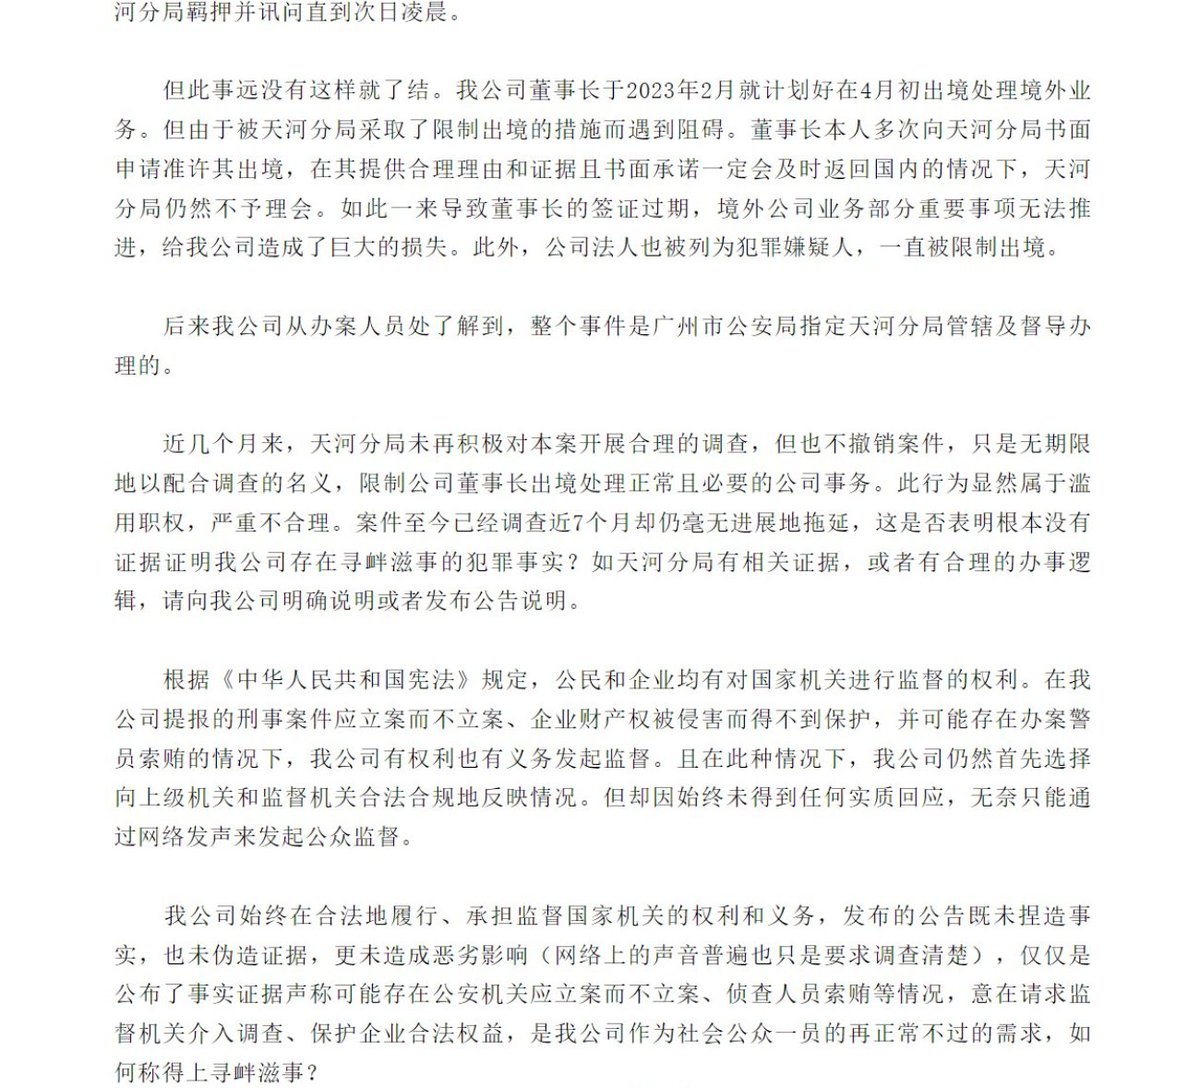 河分局羁押并讯问直到次日凌晨。
但此事远没有这样就了结。我公司董事长于2023年2月就计划好在4月初出境处理境外业
务。但由于被天河分局采取了限制出境的措施而遇到阻碍。董事长本人多次向天河分局书面
申请准许其出境，在其提供合理理由和证据且书面承诺一定会及时返回国内的情况下，天河
分局仍然不予理会。如此一来导致董事长的签证过期，境外公司业务部分重要事项无法推
进，给我公司造成了巨大的损失。此外，公司法人也被列为犯罪嫌疑人，一直被限制出境。
后来我公司从办案人员处了解到，整个事件是广州市公安局指定天河分局管辖及督导办
理的。
近几个月来，天河分局未再积极对本案开展合理的调查，但也不撤销案件，只是无期限
地以配合调查的名义，限制公司董事长出境处理正常且必要的公司事务。此行为显然属于滥
用职权，严重不合理。案件至今已经调查近7个月却仍毫无进展地拖延，这是否表明根本没有
证据证明我公司存在寻衅滋事的犯罪事实？如天河分局有相关证据，或者有合理的办事逻
辑，请向我公司明确说明或者发布公告说明。
根据《中华人民共和国宪法》规定，公民和企业均有对国家机关进行监督的权利。在我
公司提报的刑事案件应立案而不立案、企业财产权被侵害而得不到保护，并可能存在办案警
员索贿的情况下，我公司有权利也有义务发起监督。且在此种情况下，我公司仍然首先选择
向上级机关和监督机关合法合规地反映情况。但却因始终未得到任何实质回应，无奈只能通
过网络发声来发起公众监督。
我公司始终在合法地履行、承担监督国家机关的权利和义务，发布的公告既未捏造事
实，也未伪造证据，更未造成恶劣影响（网络上的声音普遍也只是要求调查清楚），仅仅是
公布了事实证据声称可能存在公安机关应立案而不立案、侦查人员索贿等情况，意在请求监
督机关介入调查、保护企业合法权益，是我公司作为社会公众一员的再正常不过的需求，如
何称得上寻衅滋事？